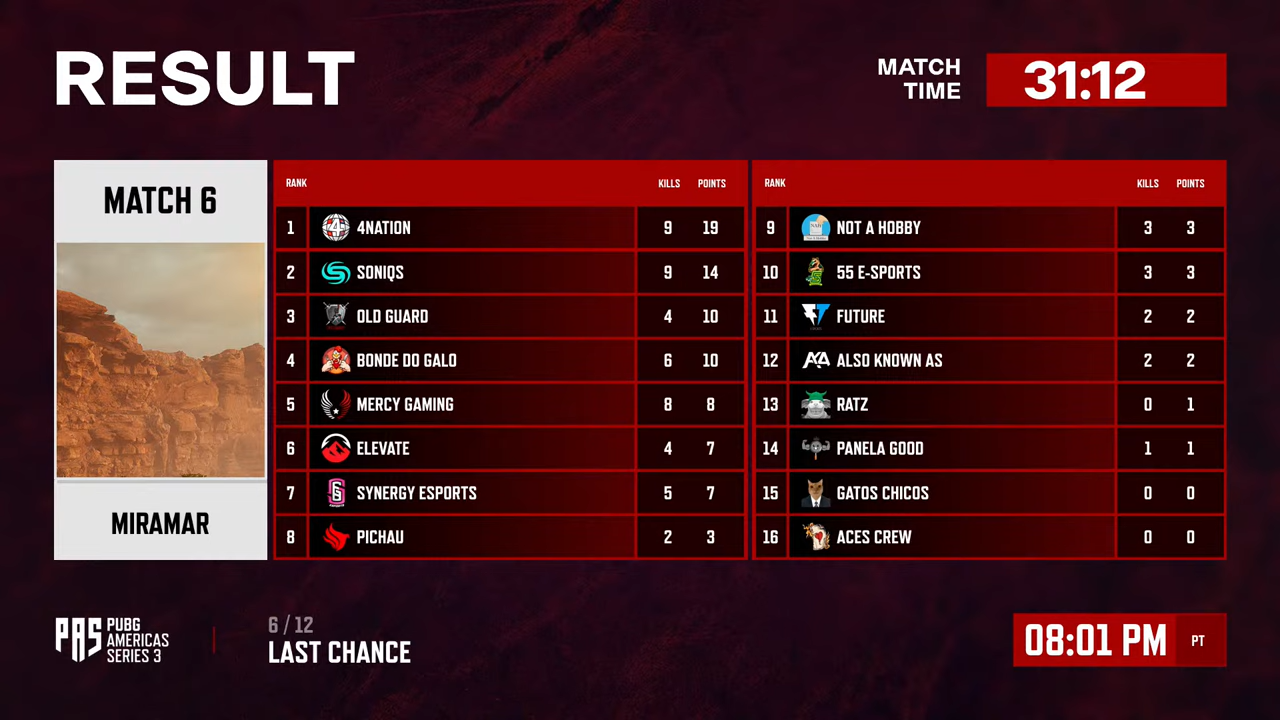 RESULT
MATCH TIME
31:12
MATCH 6
MIRAMAR
RANK KILLS POINTS
1 4NATION 9 19
2 SONIQS 9 14
3 OLD GUARD 4 10
4 BONDE DO GALO 6 10
5 MERCY GAMING 8 8
6 ELEVATE 4 7
7 SYNERGY ESPORTS 5 7
8 PICHAU 2 3
RANK KILLS POINTS
9 NOT A HOBBY 3 3
10 55 E-SPORTS 3 3
11 FUTURE 2 2
12 ALSO KNOWN AS 2 2
13 RATZ 0 1
14 PANELA GOOD 1 1
15 GATOS CHICOS 0 0
16 ACES CREW 0 0
PAS
PUBG
AMERICAS
SERIES 3
6 / 12
LAST CHANCE
08:01 PM PT